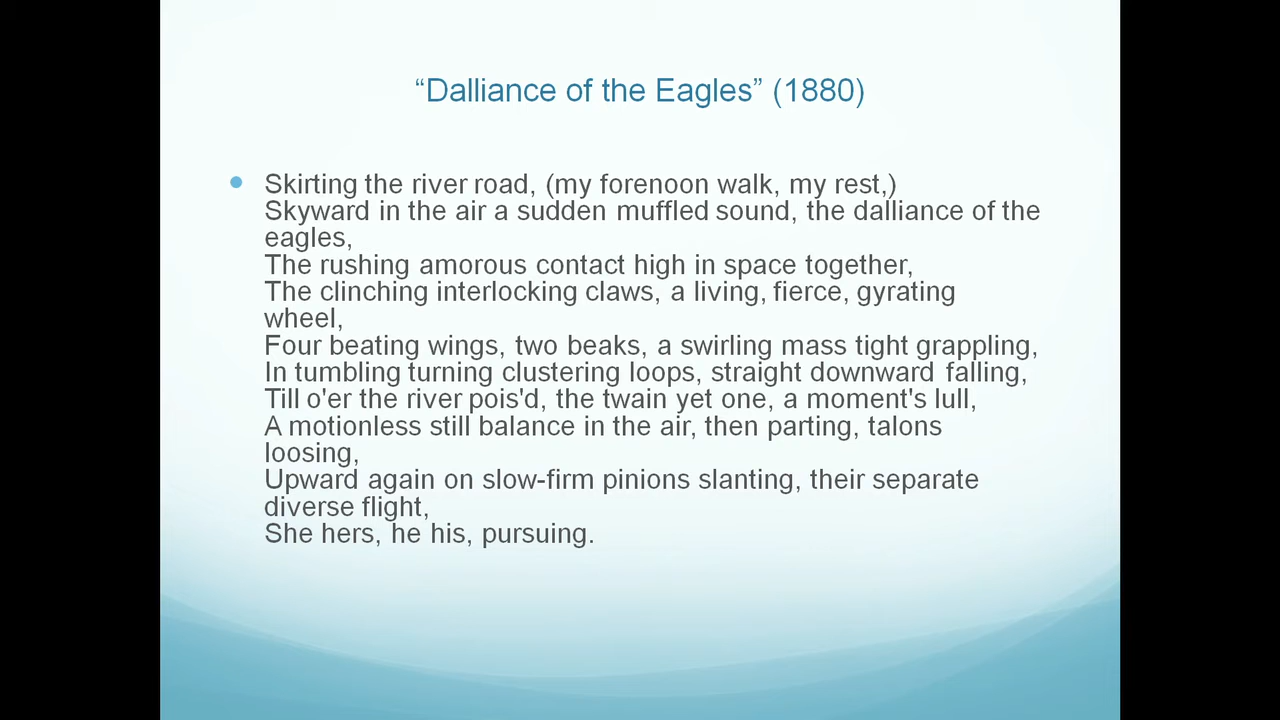 “Dalliance of the Eagles” (1880)
Skirting the river road, (my forenoon walk, my rest,)
Skyward in the air a sudden muffled sound, the dalliance of the
eagles,
The rushing amorous contact high in space together,
The clinching interlocking claws, a living, fierce, gyrating
wheel,
Four beating wings, two beaks, a swirling mass tight grappling,
In tumbling turning clustering loops, straight downward falling,
Till o'er the river pois'd, the twain yet one, a moment's lull,
A motionless still balance in the air, then parting, talons
loosing,
Upward again on slow-firm pinions slanting, their separate
diverse flight,
She hers, he his, pursuing.